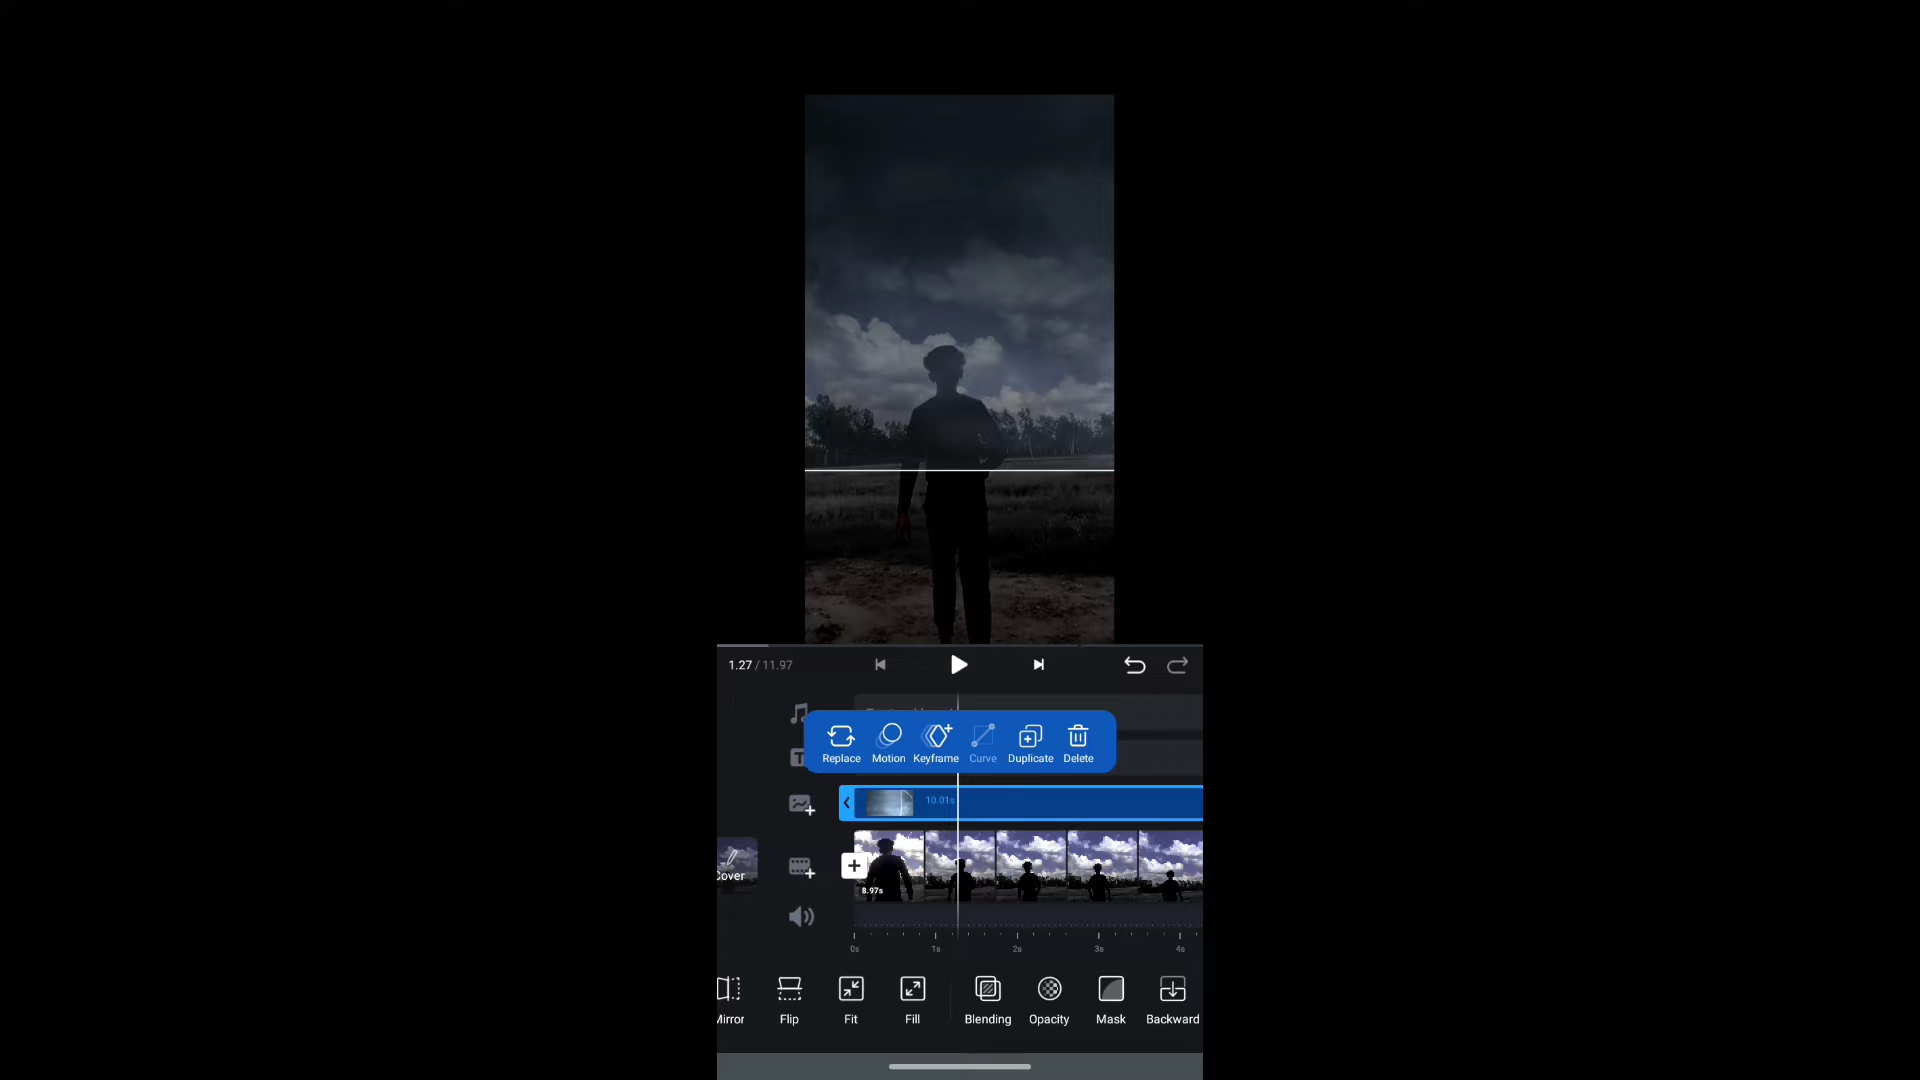 1.27 / 11.97
Replace Motion Keyframe Curve Duplicate Delete
10.01s
Cover
8.97s
0s 1s 2s 3s 4s
Mirror Flip Fit Fill Blending Opacity Mask Backward